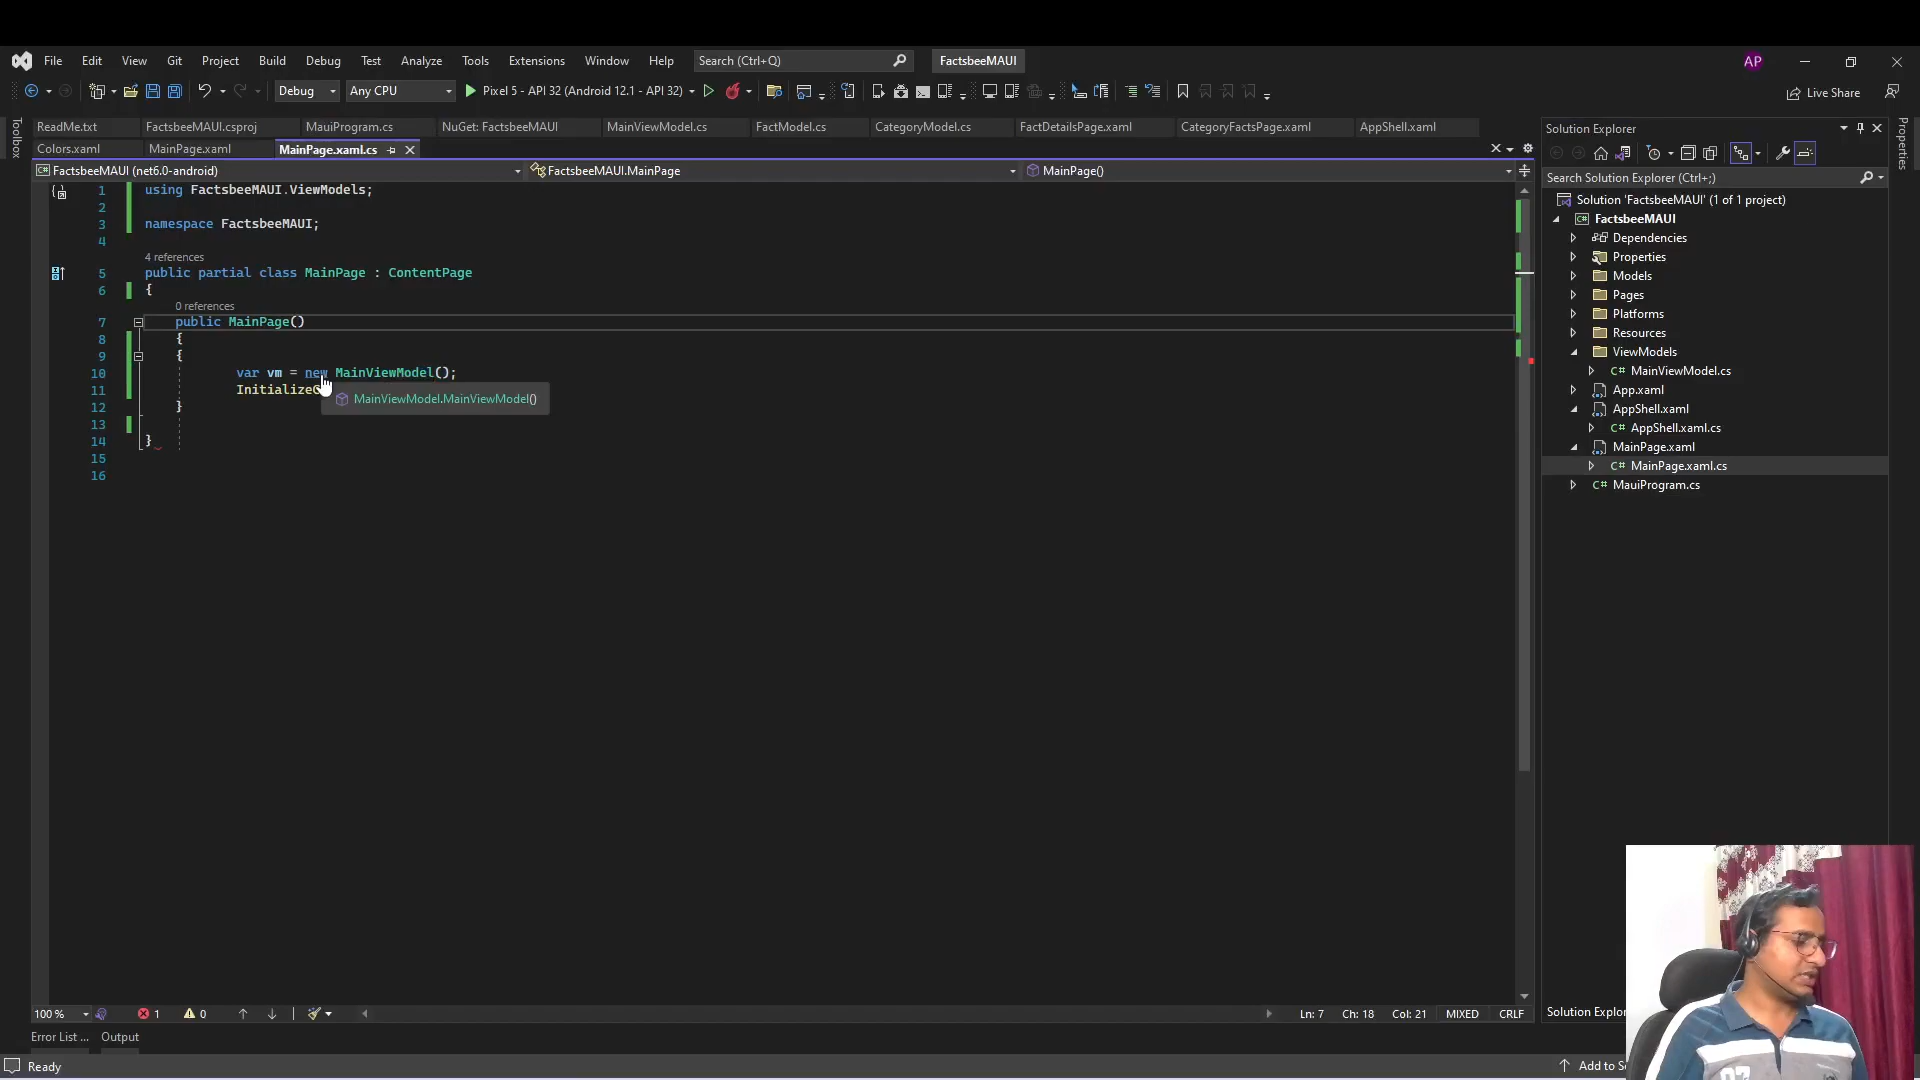 File Edit View Git Project Build Debug Test Analyze Tools Extensions Window Help Search (Ctrl+Q) FactsbeeMAUI AP
Debug Any CPU Pixel 5 - API 32 (Android 12.1 - API 32) Live Share
ReadMe.txt FactsbeeMAUI.csproj MauiProgram.cs NuGet: FactsbeeMAUI MainViewModel.cs FactModel.cs CategoryModel.cs FactDetailsPage.xaml CategoryFactsPage.xaml AppShell.xaml
Colors.xaml MainPage.xaml MainPage.xaml.cs
Toolbox
FactsbeeMAUI (net6.0-android) FactsbeeMAUI.MainPage MainPage()
1 using FactsbeeMAUI.ViewModels;
2
3 namespace FactsbeeMAUI;
4
4 references
5 public partial class MainPage : ContentPage
6 {
0 references
7 public MainPage()
8 {
9 {
10 var vm = new MainViewModel();
11 Initialize
MainViewModel.MainViewModel()
12 }
13
14 }
15
16
100 % 1 0 Ln: 7 Ch: 18 Col: 21 MIXED CRLF
Error List ... Output
Ready Add to S
Solution Explorer
Search Solution Explorer (Ctrl+;)
Solution 'FactsbeeMAUI' (1 of 1 project)
FactsbeeMAUI
Dependencies
Properties
Models
Pages
Platforms
Resources
ViewModels
MainViewModel.cs
App.xaml
AppShell.xaml
AppShell.xaml.cs
MainPage.xaml
MainPage.xaml.cs
MauiProgram.cs
Solution Explor
Properties